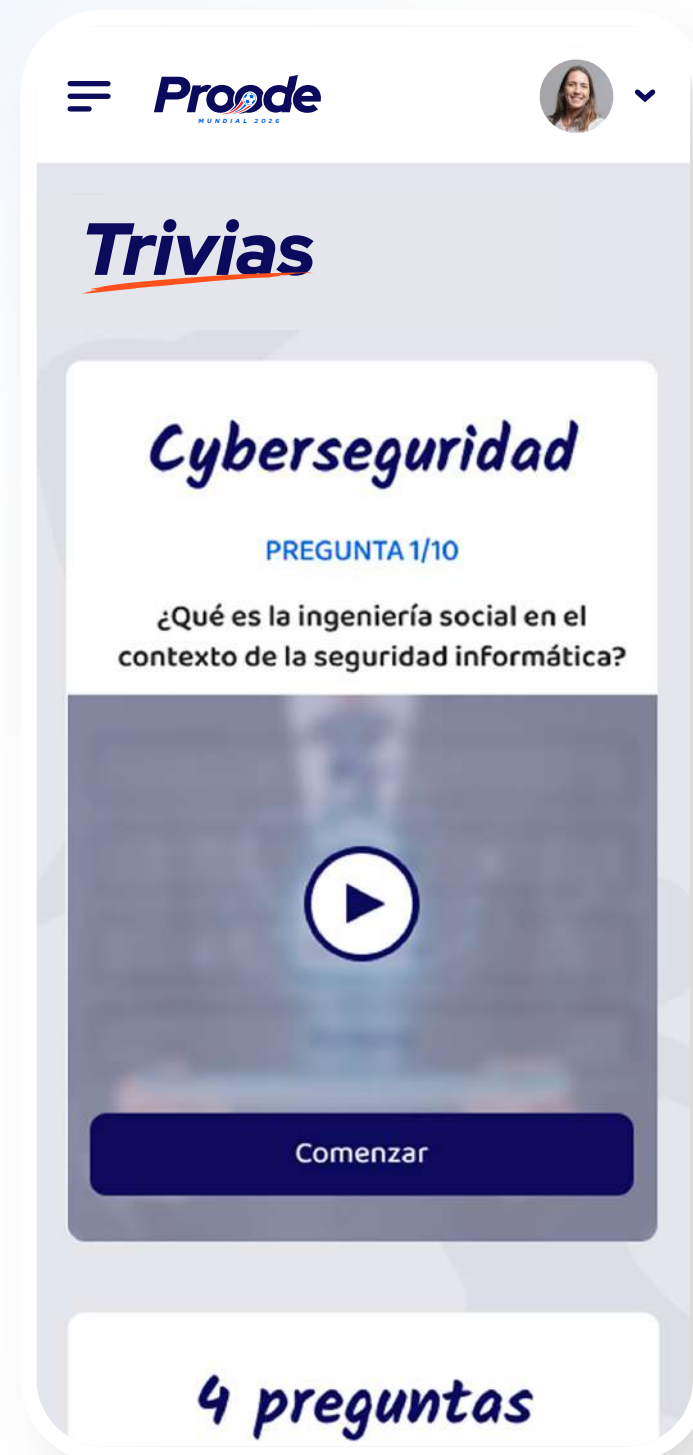 Proode
MUNDIAL 2026
Trivias
Cyberseguridad
PREGUNTA 1/10
¿Qué es la ingeniería social en el
contexto de la seguridad informática?
Comenzar
4 preguntas